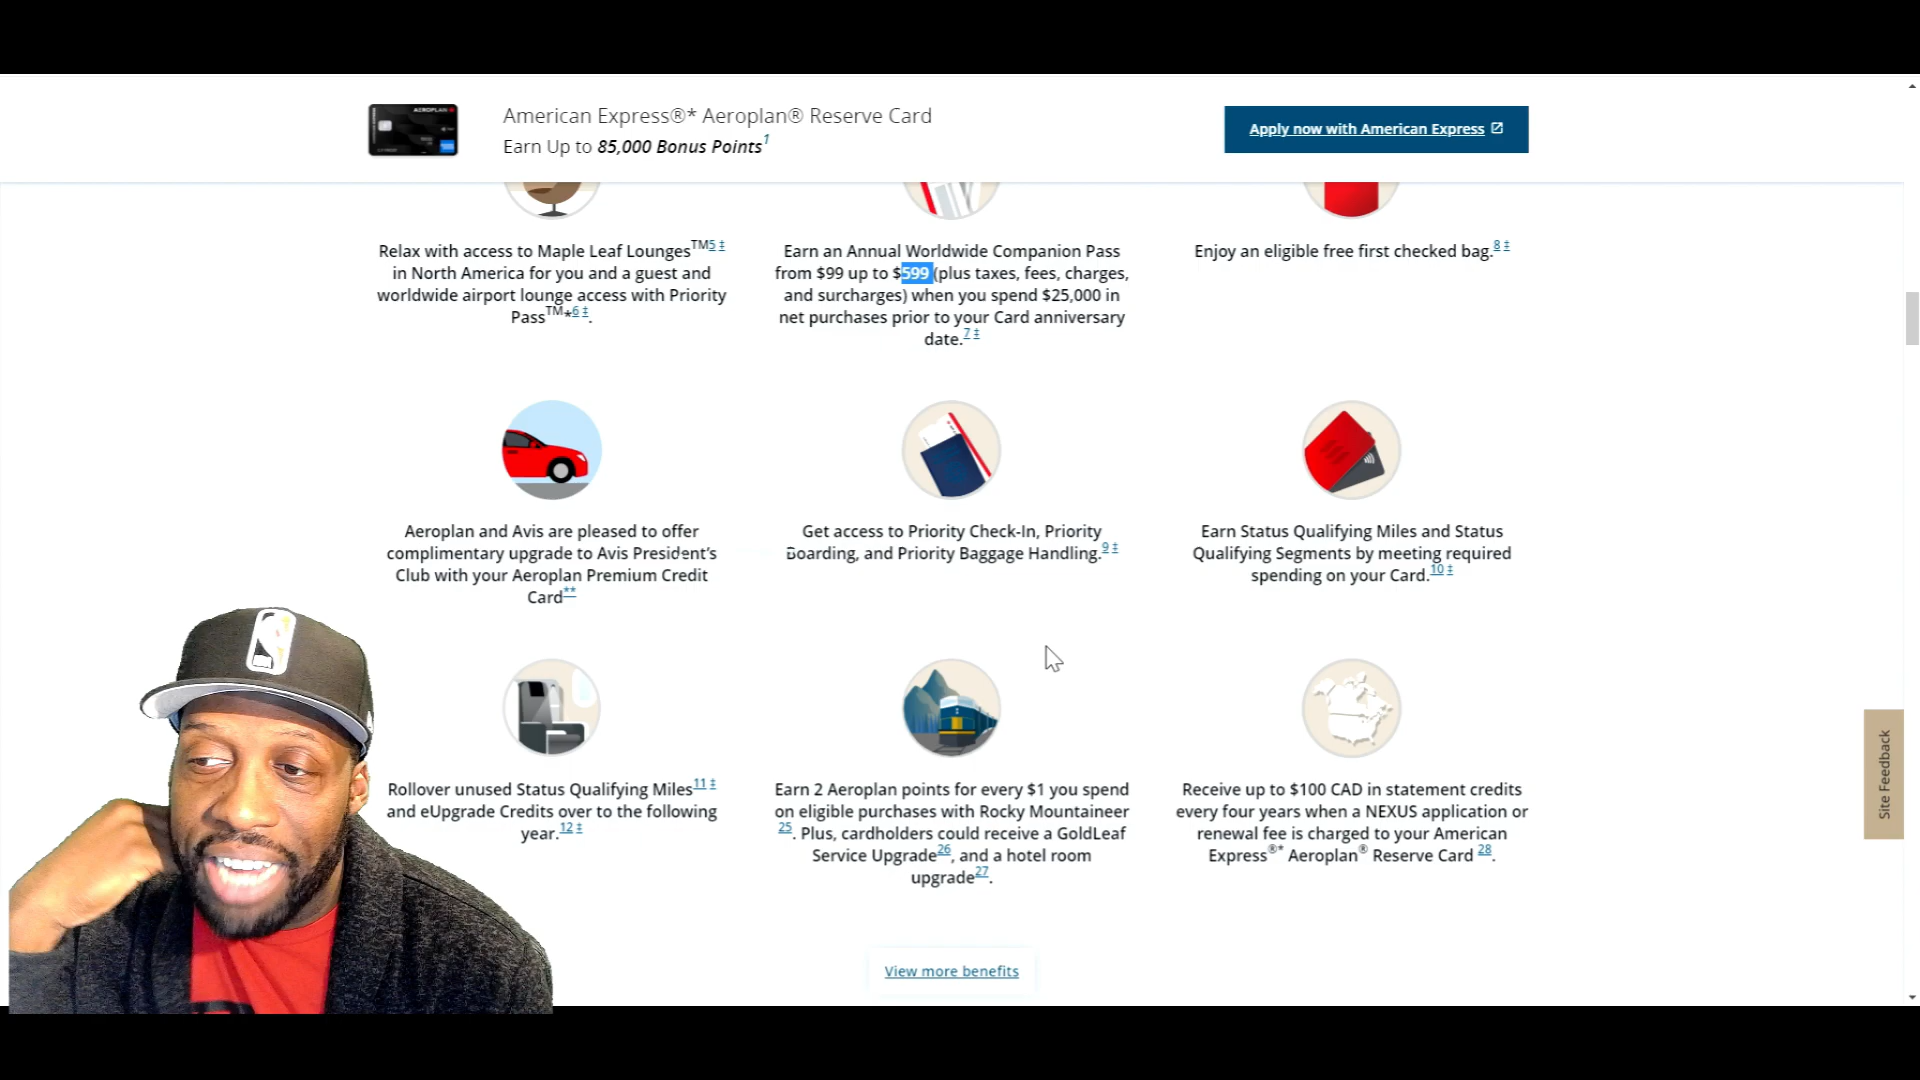 AEROPLAN
American Express®* Aeroplan® Reserve Card
Earn Up to 85,000 Bonus Points1
Apply now with American Express
Relax with access to Maple Leaf Lounges™5 ‡
in North America for you and a guest and
worldwide airport lounge access with Priority
Pass™*6 ‡.
Earn an Annual Worldwide Companion Pass
from $99 up to $599 (plus taxes, fees, charges,
and surcharges) when you spend $25,000 in
net purchases prior to your Card anniversary
date.7 ‡
Enjoy an eligible free first checked bag.8 ‡
Aeroplan and Avis are pleased to offer
complimentary upgrade to Avis President’s
Club with your Aeroplan Premium Credit
Card**
Get access to Priority Check-In, Priority
Boarding, and Priority Baggage Handling.9 ‡
Earn Status Qualifying Miles and Status
Qualifying Segments by meeting required
spending on your Card.10 ‡
Rollover unused Status Qualifying Miles11 ‡
and eUpgrade Credits over to the following
year.12 ‡
Earn 2 Aeroplan points for every $1 you spend
on eligible purchases with Rocky Mountaineer
25. Plus, cardholders could receive a GoldLeaf
Service Upgrade26, and a hotel room
upgrade27.
Receive up to $100 CAD in statement credits
every four years when a NEXUS application or
renewal fee is charged to your American
Express®* Aeroplan® Reserve Card 28.
View more benefits
Site Feedback